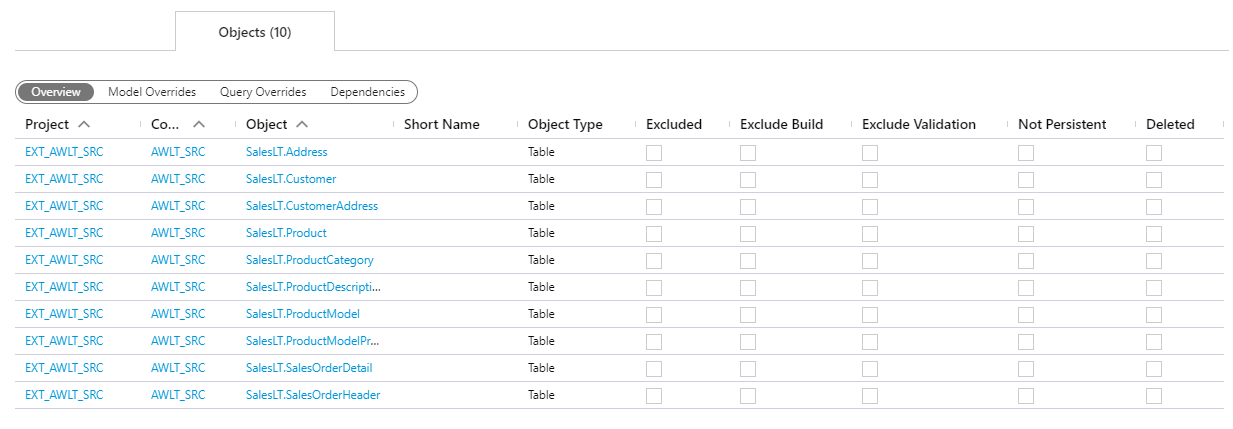 Objects (10)
Overview Model Overrides Query Overrides Dependencies
Project Co... Object Short Name Object Type Excluded Exclude Build Exclude Validation Not Persistent Deleted
EXT_AWLT_SRC AWLT_SRC SalesLT.Address Table
EXT_AWLT_SRC AWLT_SRC SalesLT.Customer Table
EXT_AWLT_SRC AWLT_SRC SalesLT.CustomerAddress Table
EXT_AWLT_SRC AWLT_SRC SalesLT.Product Table
EXT_AWLT_SRC AWLT_SRC SalesLT.ProductCategory Table
EXT_AWLT_SRC AWLT_SRC SalesLT.ProductDescripti... Table
EXT_AWLT_SRC AWLT_SRC SalesLT.ProductModel Table
EXT_AWLT_SRC AWLT_SRC SalesLT.ProductModelPr... Table
EXT_AWLT_SRC AWLT_SRC SalesLT.SalesOrderDetail Table
EXT_AWLT_SRC AWLT_SRC SalesLT.SalesOrderHeader Table